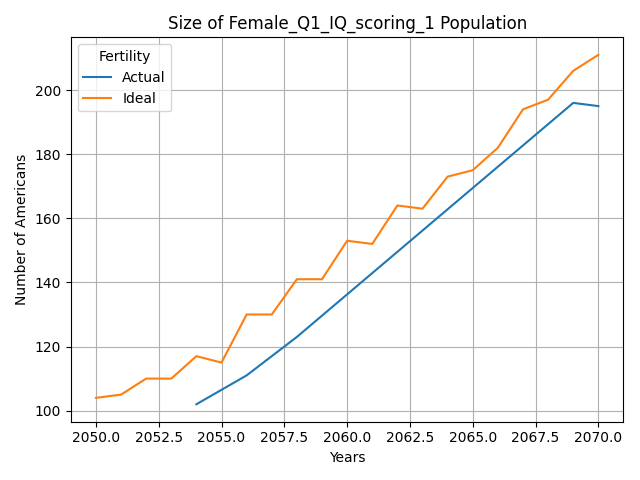 Size of Female_Q1_IQ_scoring_1 Population
Fertility
Actual
Ideal
Number of Americans
200
180
160
140
120
100
2050.0 2052.5 2055.0 2057.5 2060.0 2062.5 2065.0 2067.5 2070.0
Years